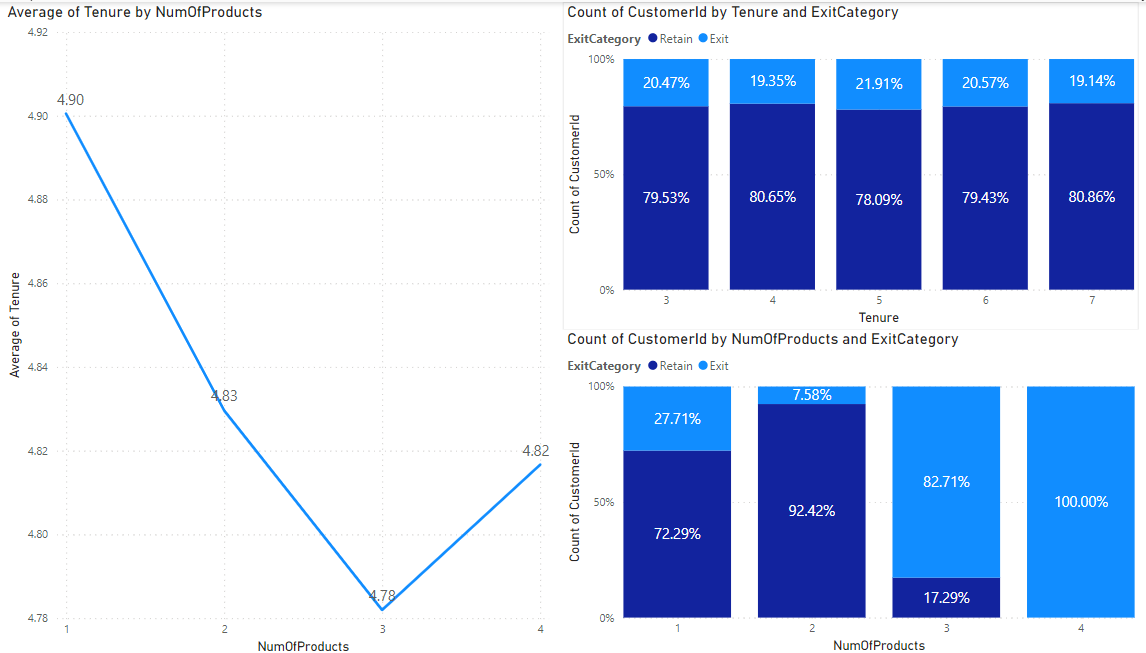 Average of Tenure by NumOfProducts
4.92
4.90
4.88
4.86
4.84
4.82
4.80
4.78
Average of Tenure
4.90
4.83
4.78
4.82
1 2 3 4
NumOfProducts
Count of CustomerId by Tenure and ExitCategory
ExitCategory Retain Exit
100%
50%
0%
Count of CustomerId
20.47% 19.35% 21.91% 20.57% 19.14%
79.53% 80.65% 78.09% 79.43% 80.86%
3 4 5 6 7
Tenure
Count of CustomerId by NumOfProducts and ExitCategory
ExitCategory Retain Exit
100%
50%
0%
Count of CustomerId
27.71% 7.58% 82.71% 100.00%
72.29% 92.42% 17.29%
1 2 3 4
NumOfProducts